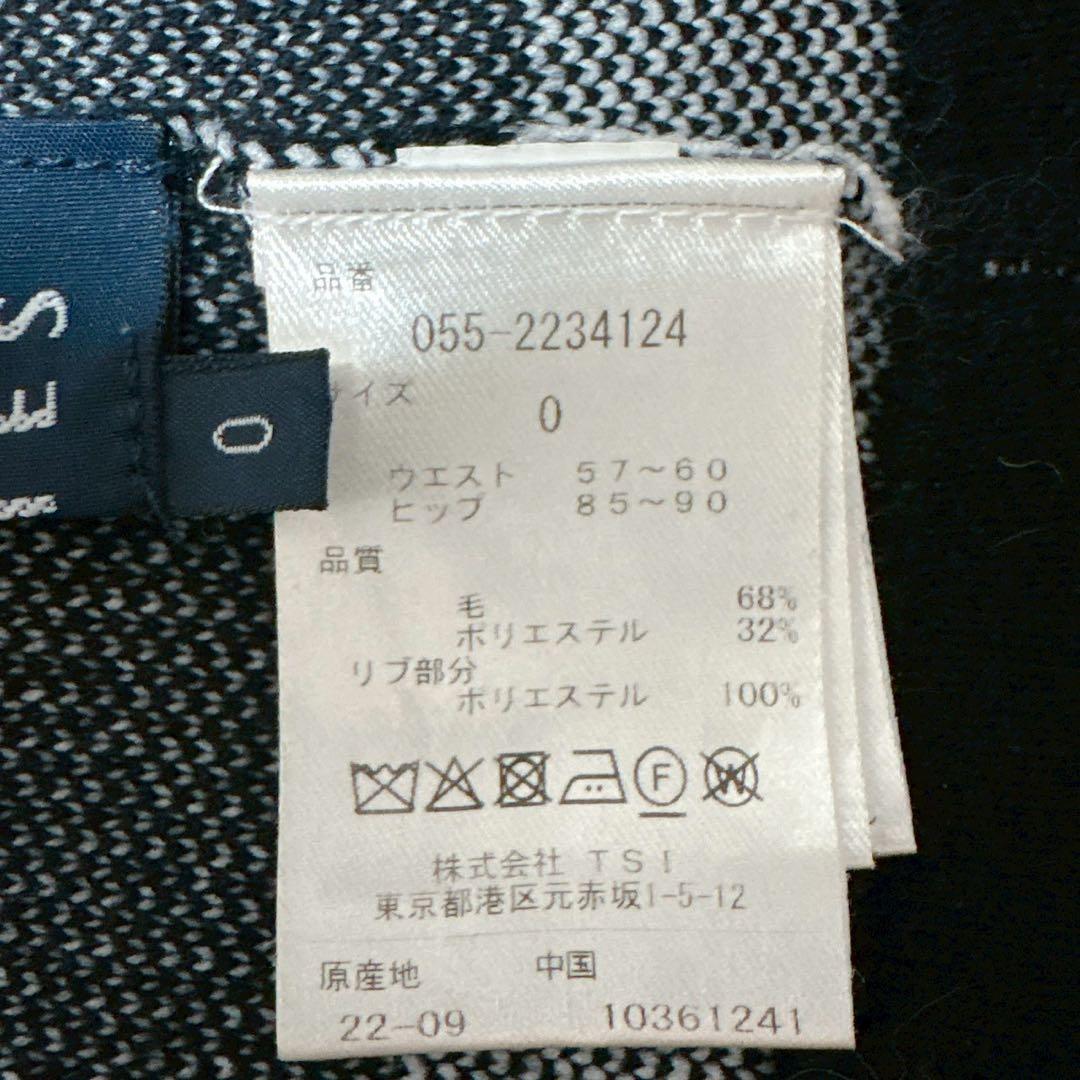 品番
055-2234124
サイズ
0
0
ウエスト 57～60
ヒップ 85～90
品質
毛 68%
ポリエステル 32%
リブ部分
ポリエステル 100%
F
W
株式会社 TSI
東京都港区元赤坂1-5-12
原産地 中国
22-09 10361241